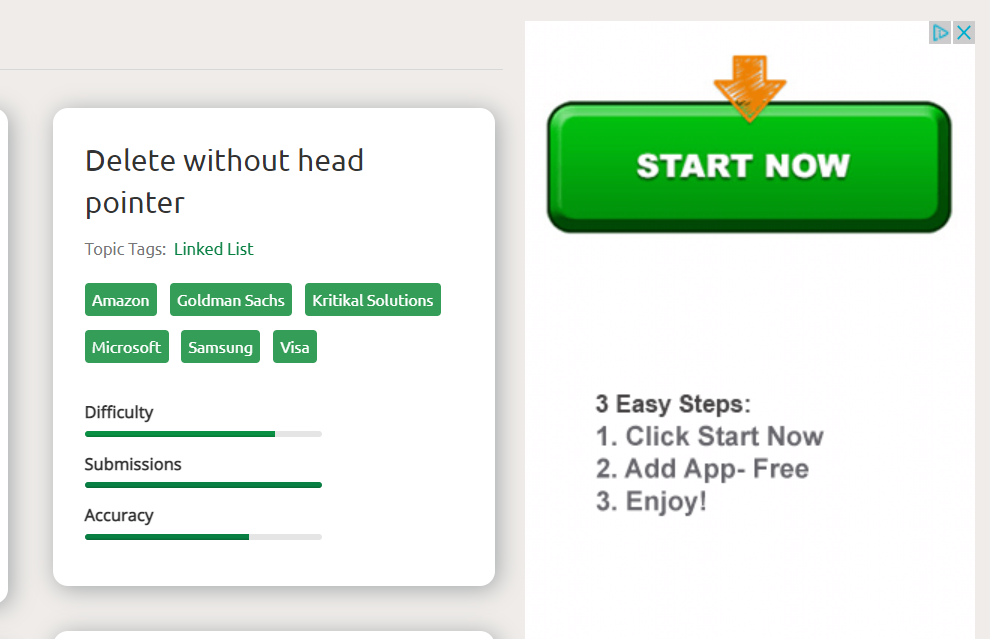 Delete without head
pointer
Topic Tags: Linked List
Amazon Goldman Sachs Kritikal Solutions
Microsoft Samsung Visa
Difficulty
Submissions
Accuracy
START NOW
3 Easy Steps:
1. Click Start Now
2. Add App- Free
3. Enjoy!